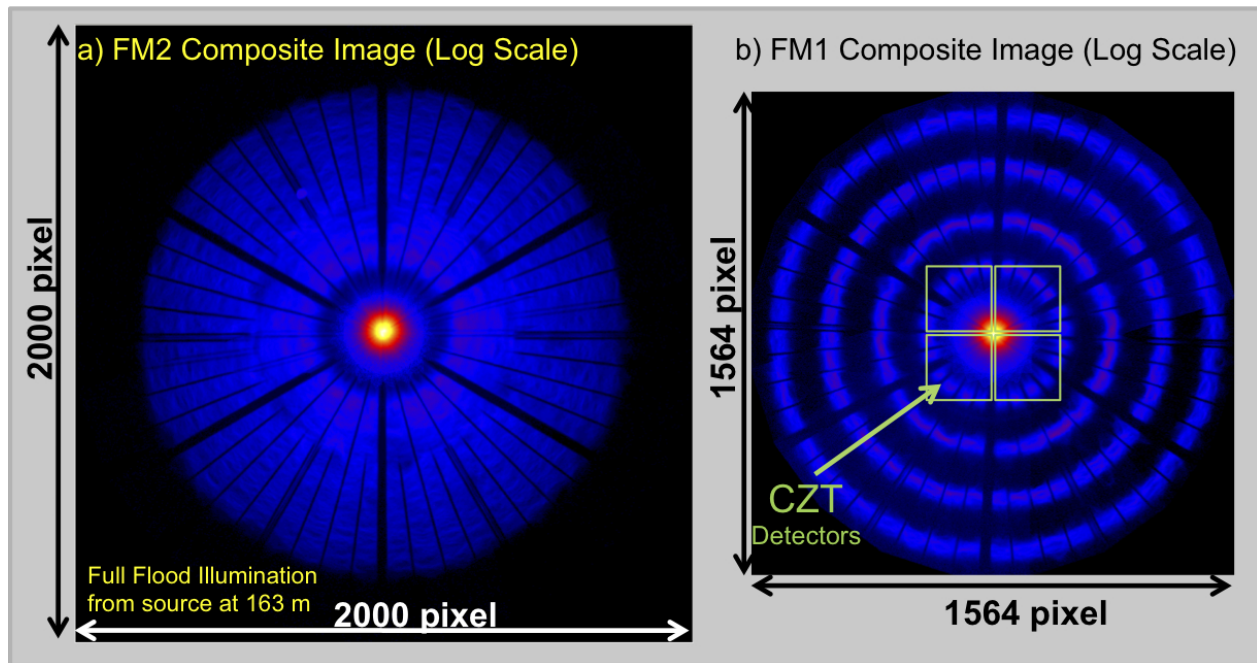 a) FM2 Composite Image (Log Scale)
2000 pixel
Full Flood Illumination
from source at 163 m
2000 pixel
b) FM1 Composite Image (Log Scale)
1564 pixel
CZT
Detectors
1564 pixel